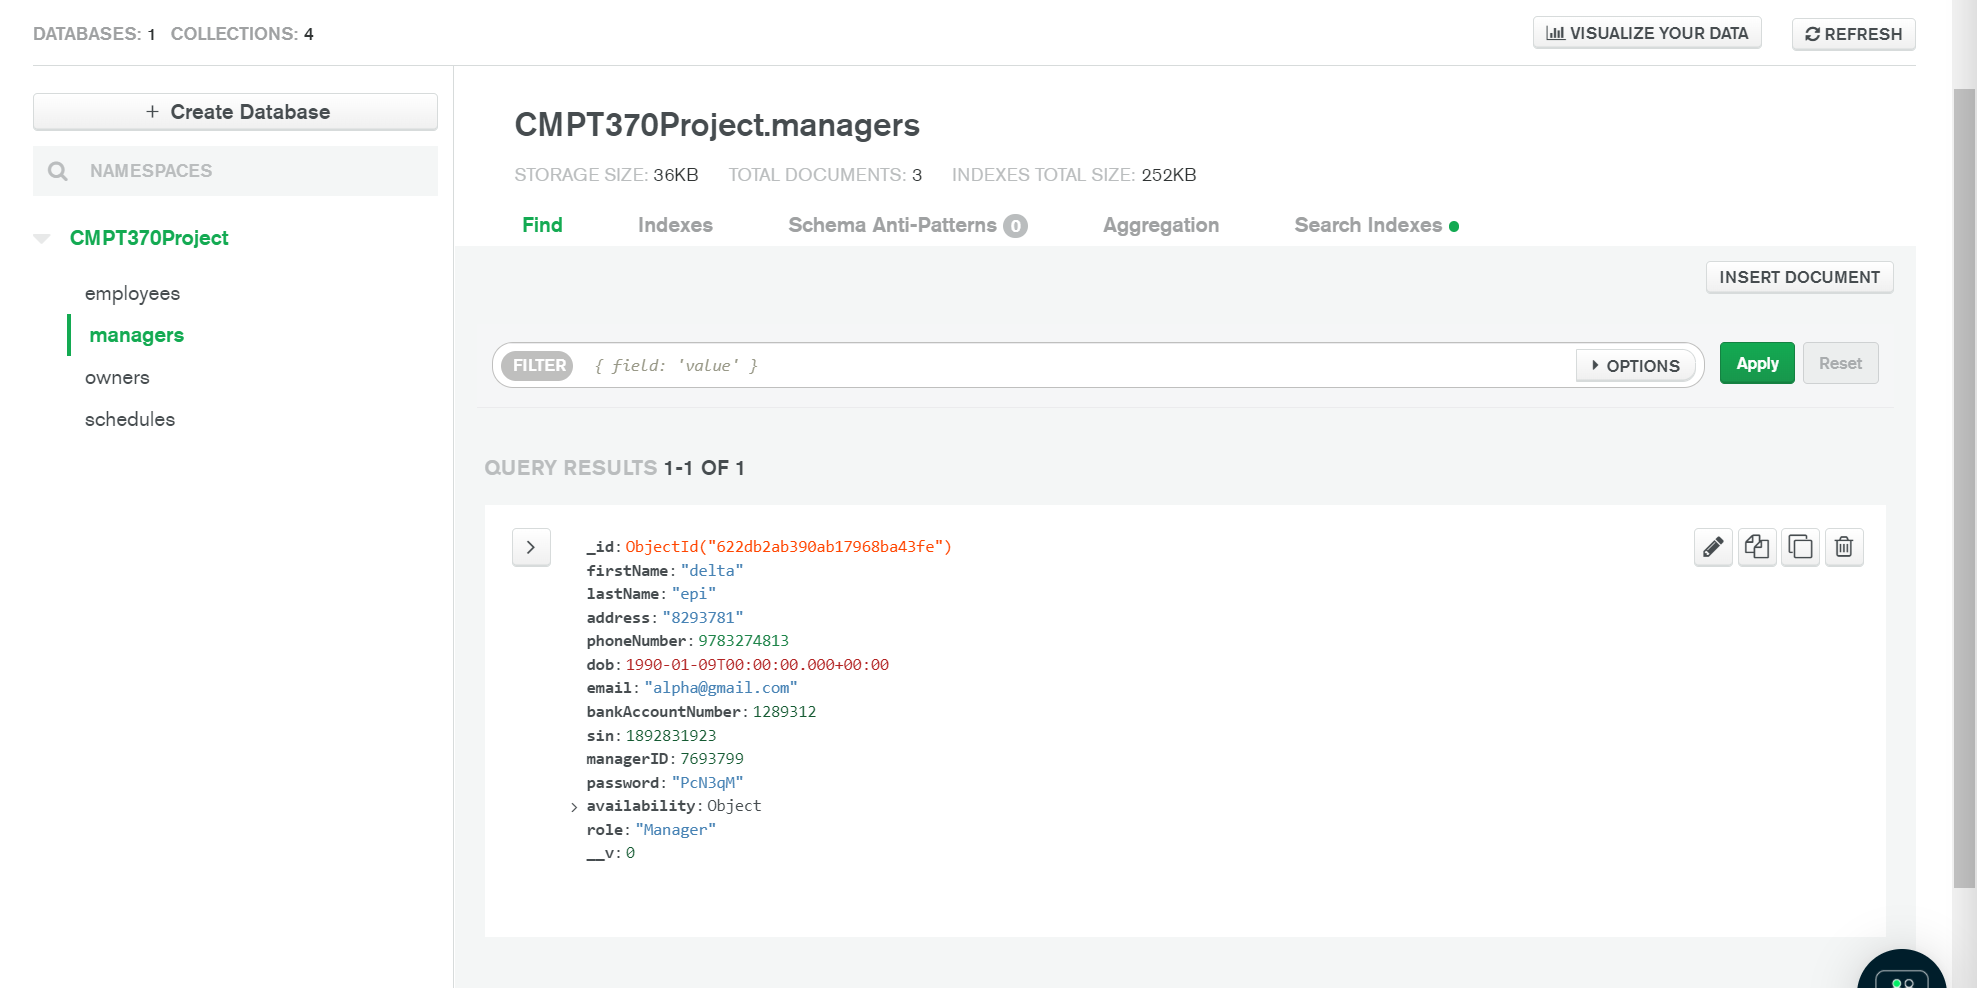 DATABASES: 1 COLLECTIONS: 4
VISUALIZE YOUR DATA
REFRESH
+ Create Database
NAMESPACES
CMPT370Project
employees
managers
owners
schedules
CMPT370Project.managers
STORAGE SIZE: 36KB TOTAL DOCUMENTS: 3 INDEXES TOTAL SIZE: 252KB
Find Indexes Schema Anti-Patterns 0 Aggregation Search Indexes
INSERT DOCUMENT
FILTER { field: 'value' } OPTIONS Apply Reset
QUERY RESULTS 1-1 OF 1
_id: ObjectId("622db2ab390ab17968ba43fe")
firstName: "delta"
lastName: "epi"
address: "8293781"
phoneNumber: 9783274813
dob: 1990-01-09T00:00:00.000+00:00
email: "alpha@gmail.com"
bankAccountNumber: 1289312
sin: 1892831923
managerID: 7693799
password: "PcN3qM"
availability: Object
role: "Manager"
__v: 0